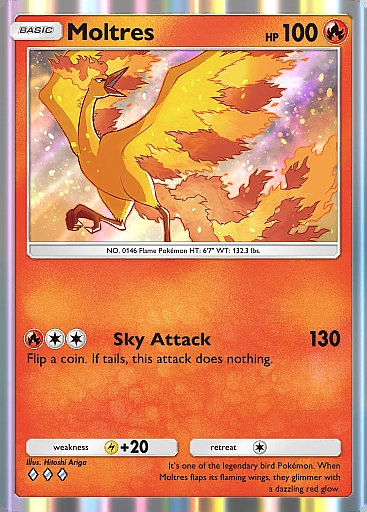 BASIC Moltres HP 100
NO. 0146 Flame Pokémon HT: 6'7" WT: 132.3 lbs.
Sky Attack 130
Flip a coin. If tails, this attack does nothing.
weakness +20 retreat
Illus. Hitoshi Ariga
It's one of the legendary bird Pokémon. When
Moltres flaps its flaming wings, they glimmer with
a dazzling red glow.